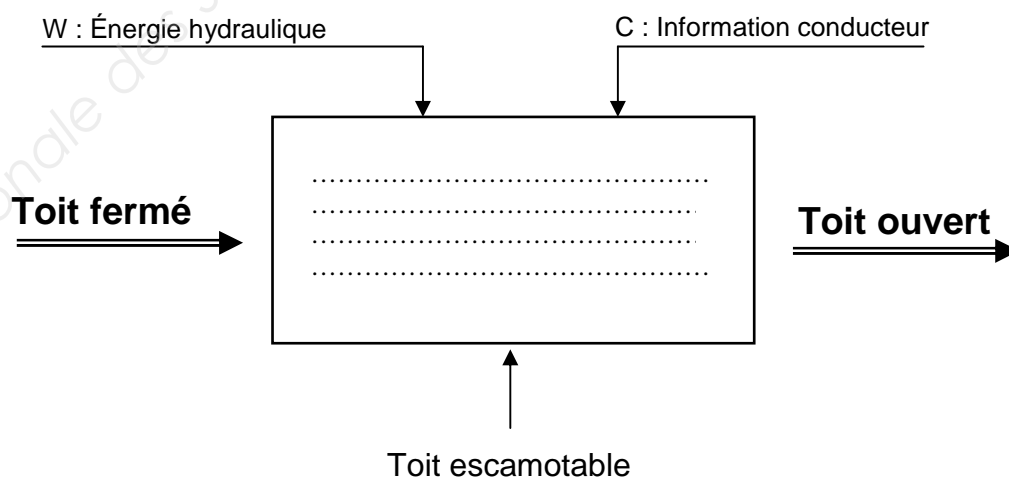 W : Énergie hydraulique
C : Information conducteur
Toit fermé
Toit ouvert
Toit escamotable